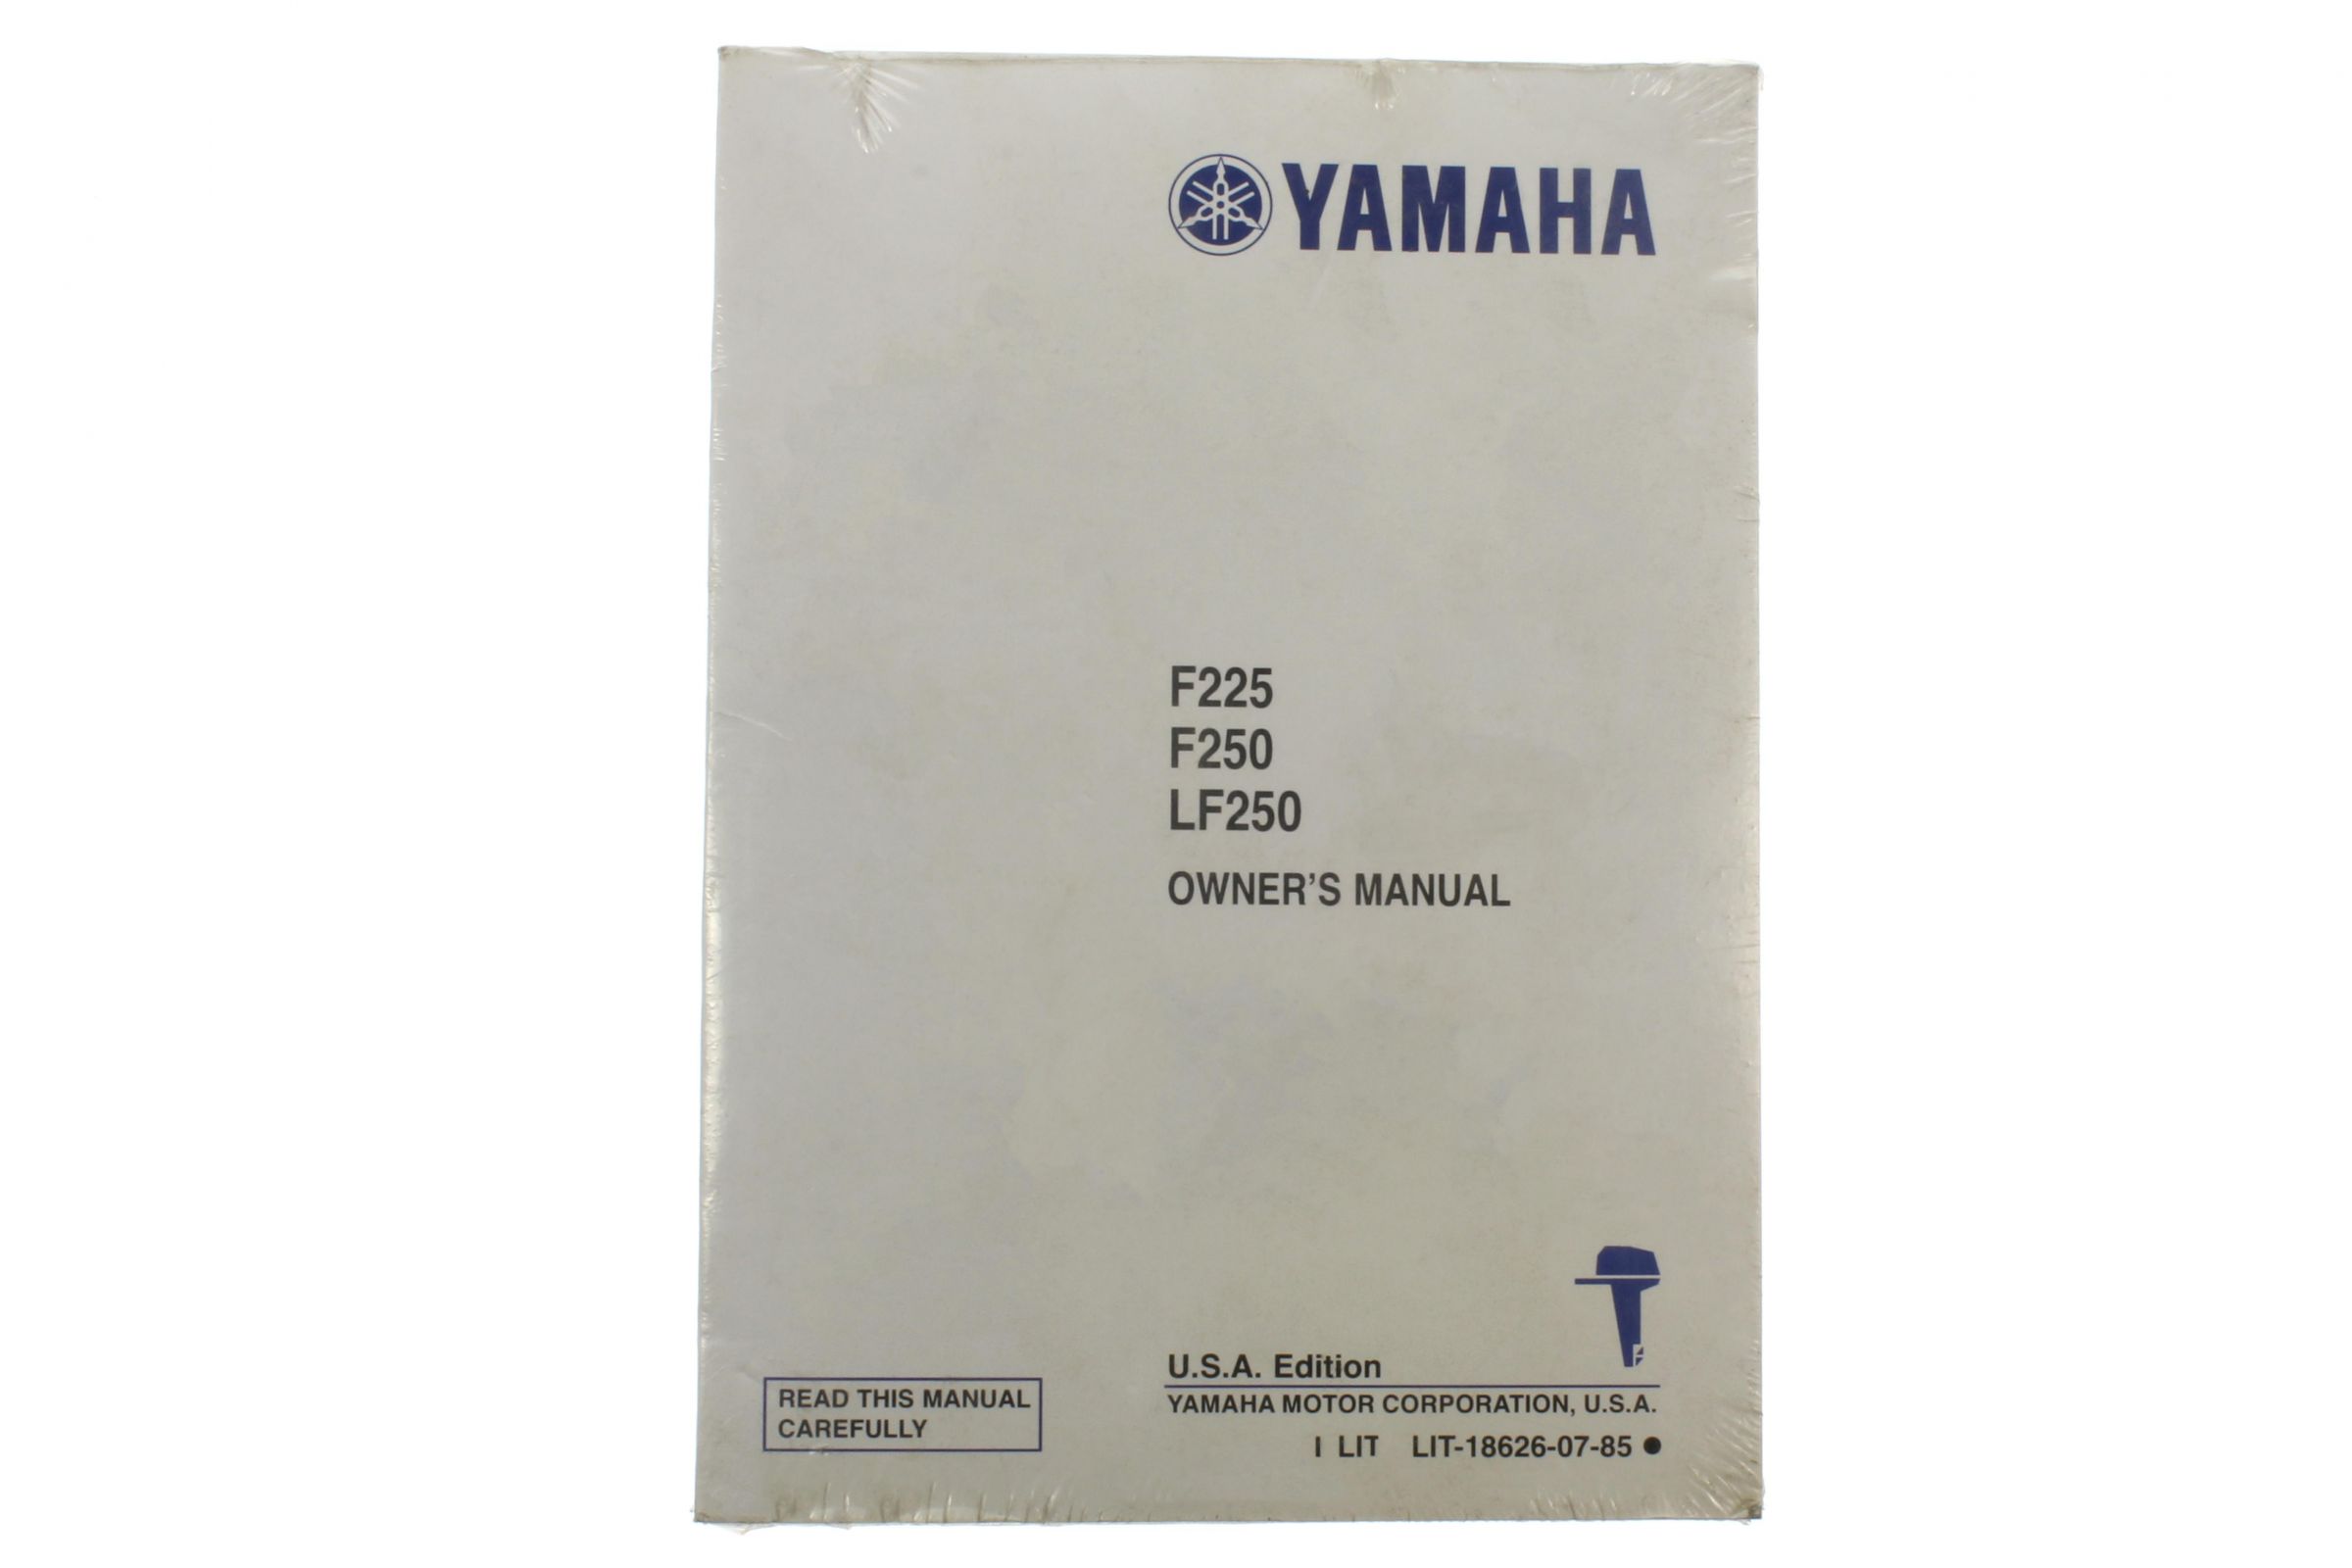 YAMAHA
F225
F250
LF250
OWNER’S MANUAL
U.S.A. Edition
YAMAHA MOTOR CORPORATION, U.S.A.
I LIT LIT-18626-07-85 ●
READ THIS MANUAL
CAREFULLY